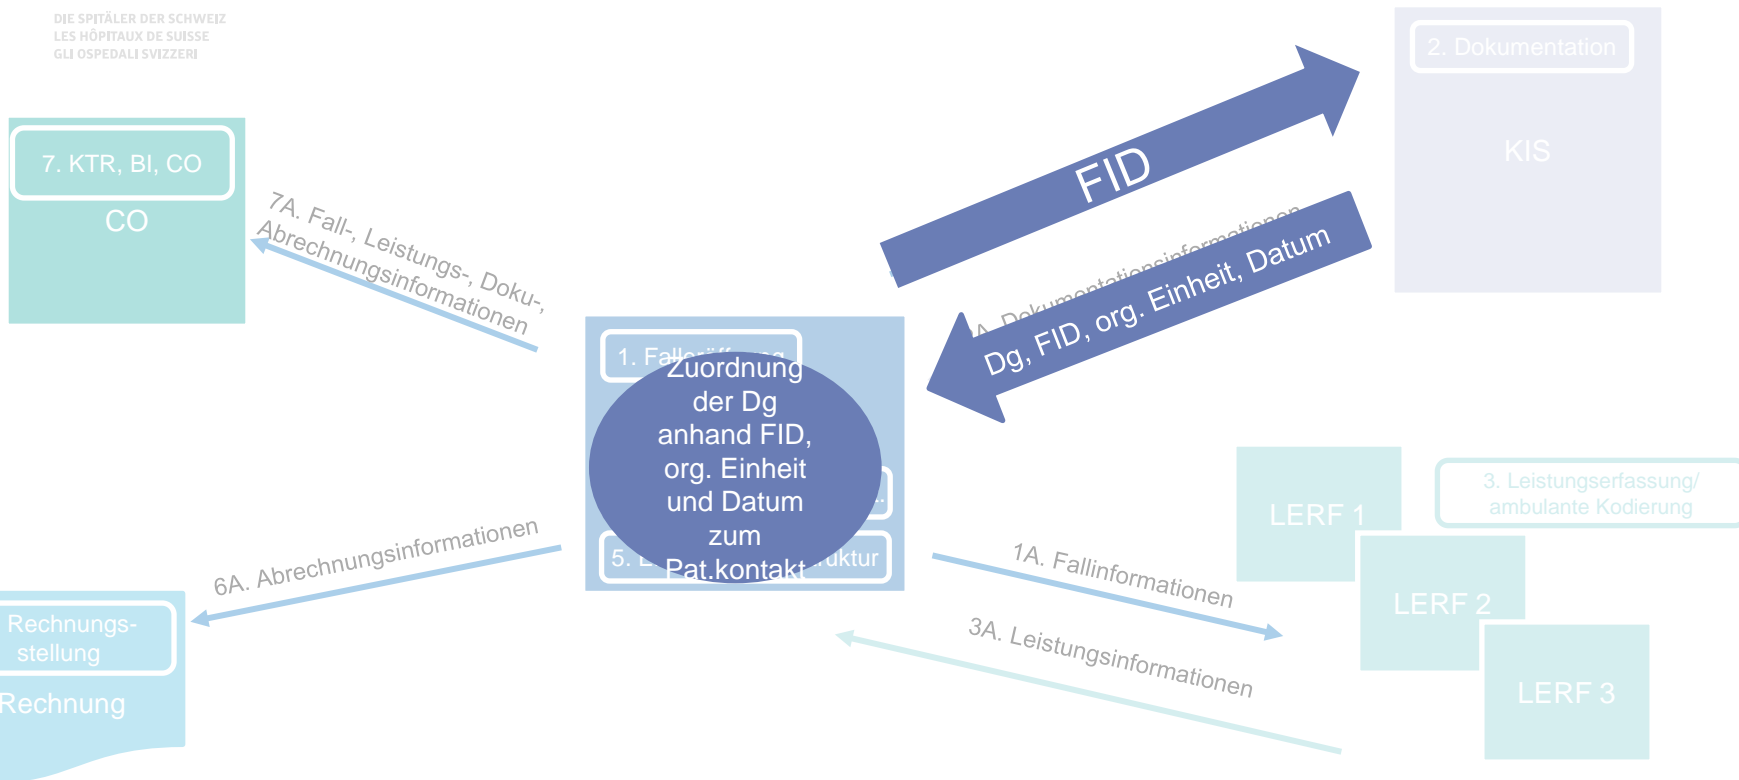 DIE SPITÄLER DER SCHWEIZ
LES HÔPITAUX DE SUISSE
GLI OSPEDALI SVIZZERI
2. Dokumentation
KIS
7. KTR, BI, CO
CO
7A. Fall-, Leistungs-, Doku-,
Abrechnungsinformationen
FID
Dokumentationsinformationen
Dg, FID, org. Einheit, Datum
1.
Zuordnung
der Dg
anhand FID,
org. Einheit
und Datum
zum
Pat.kontakt
5.
3. Leistungserfassung/
ambulante Kodierung
LERF 1
LERF 2
LERF 3
6A. Abrechnungsinformationen
1A. Fallinformationen
3A. Leistungsinformationen
Rechnungs-
stellung
Rechnung